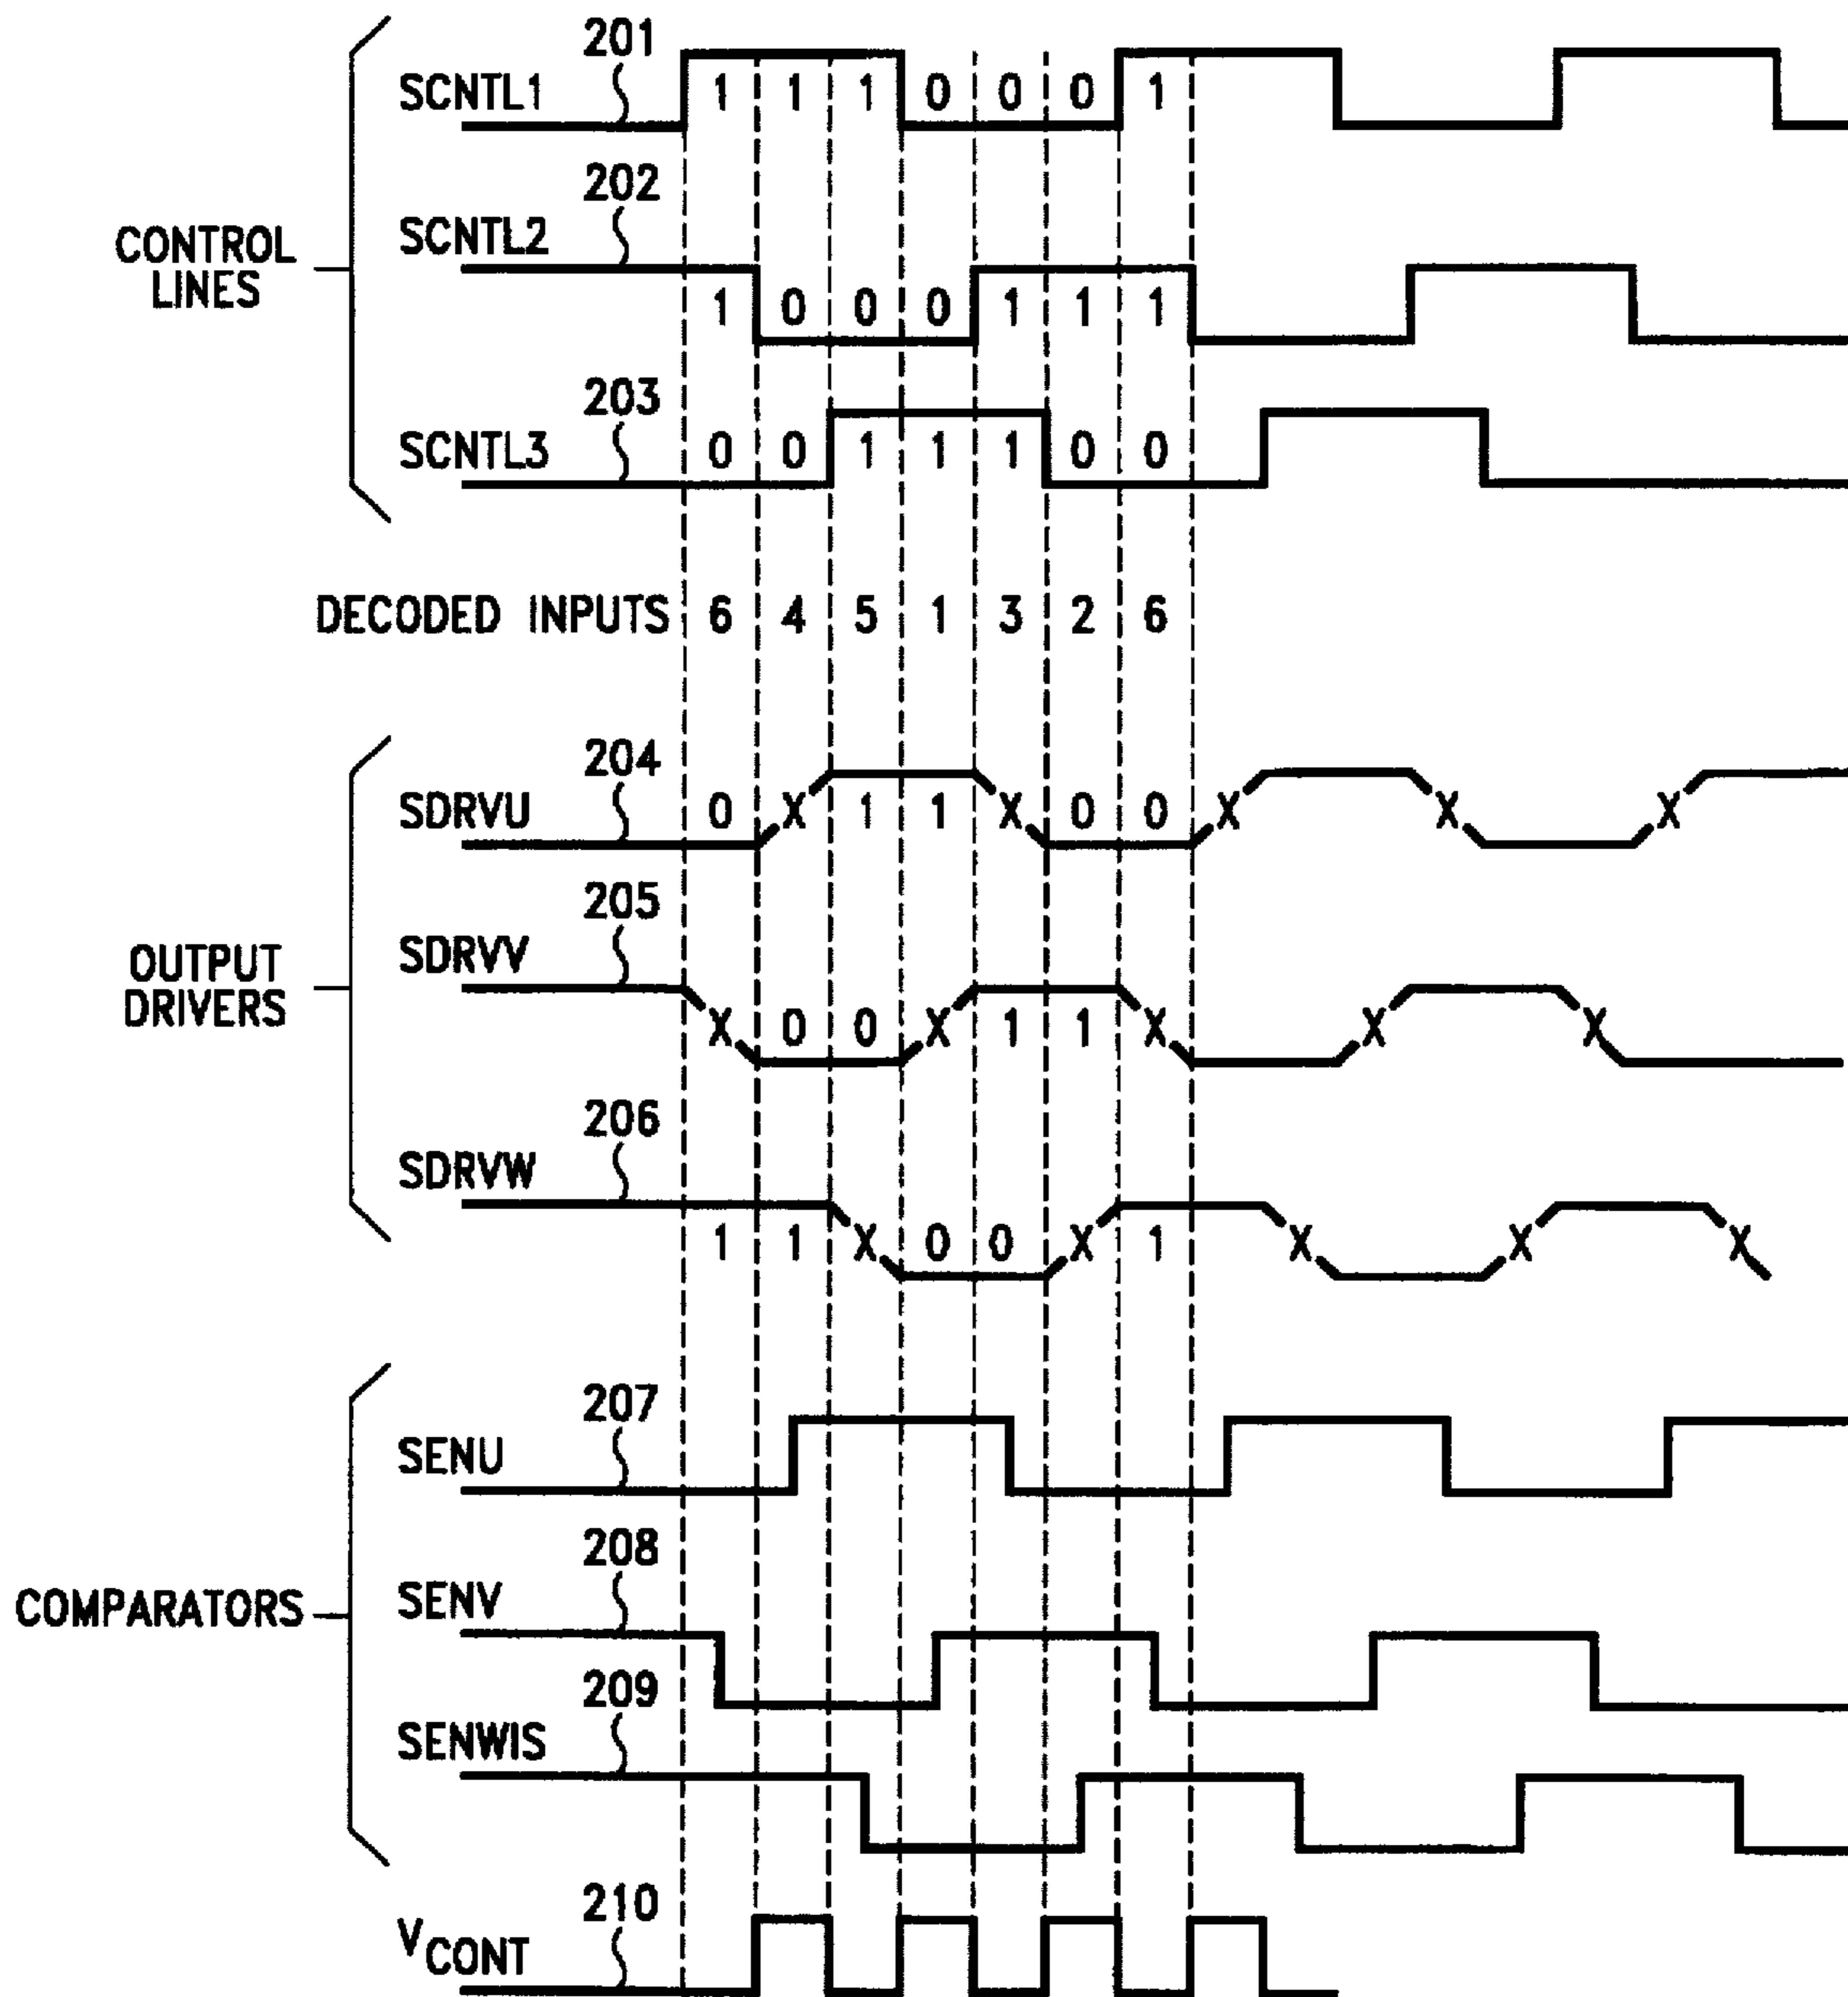 201
SCNTL1
1 1 1 0 0 0 1
202
SCNTL2
1 0 0 0 1 1 1
CONTROL
LINES
203
SCNTL3
0 0 1 1 1 0 0
DECODED INPUTS 6 4 5 1 3 2 6
204
SDRVU
0 X 1 1 X 0 0 X X X
205
SDRVV
X 0 0 X 1 1 X X X
OUTPUT
DRIVERS
206
SDRVW
1 1 X 0 0 X 1 X X X
207
SENU
208
SENV
COMPARATORS
209
SENWIS
210
VCONT